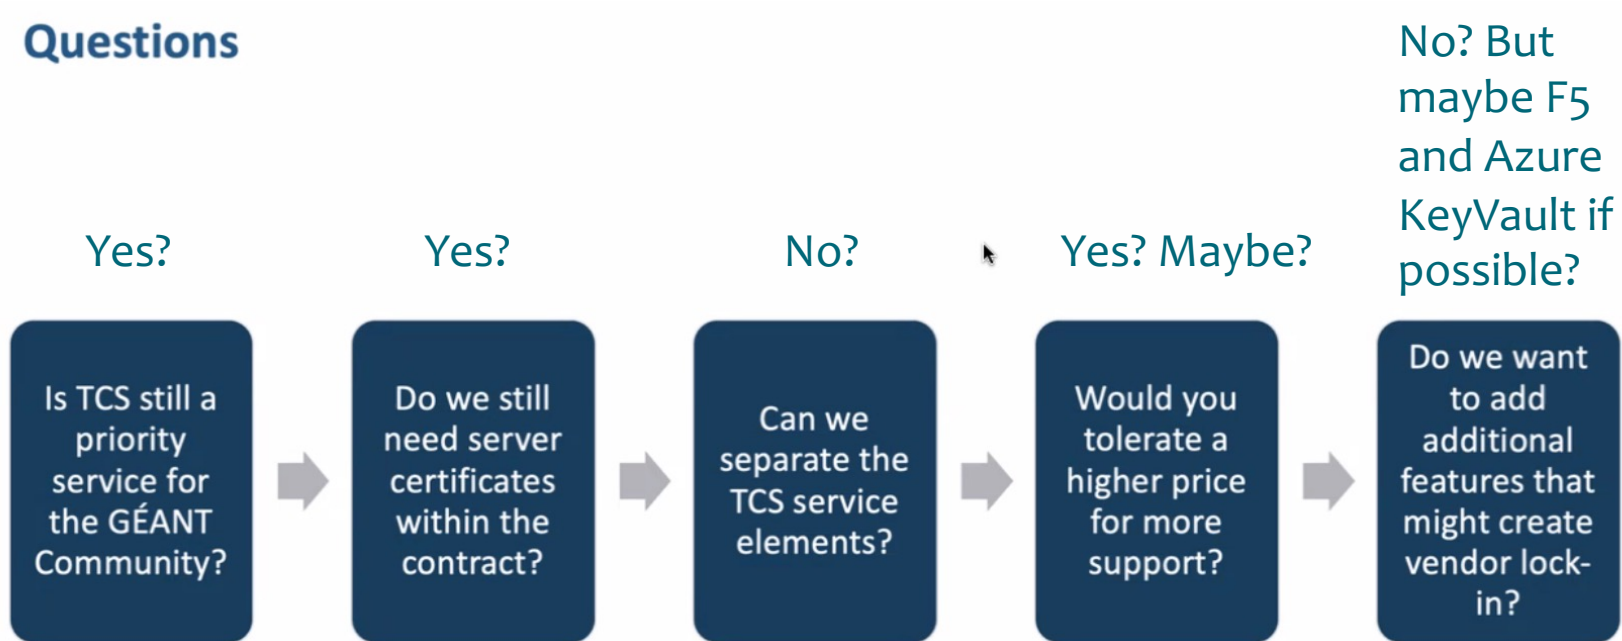 Questions
Yes?
Yes?
No?
Yes? Maybe?
No? But
maybe F5
and Azure
KeyVault if
possible?
Is TCS still a
priority
service for
the GÉANT
Community?
Do we still
need server
certificates
within the
contract?
Can we
separate the
TCS service
elements?
Would you
tolerate a
higher price
for more
support?
Do we want
to add
additional
features that
might create
vendor lock-
in?